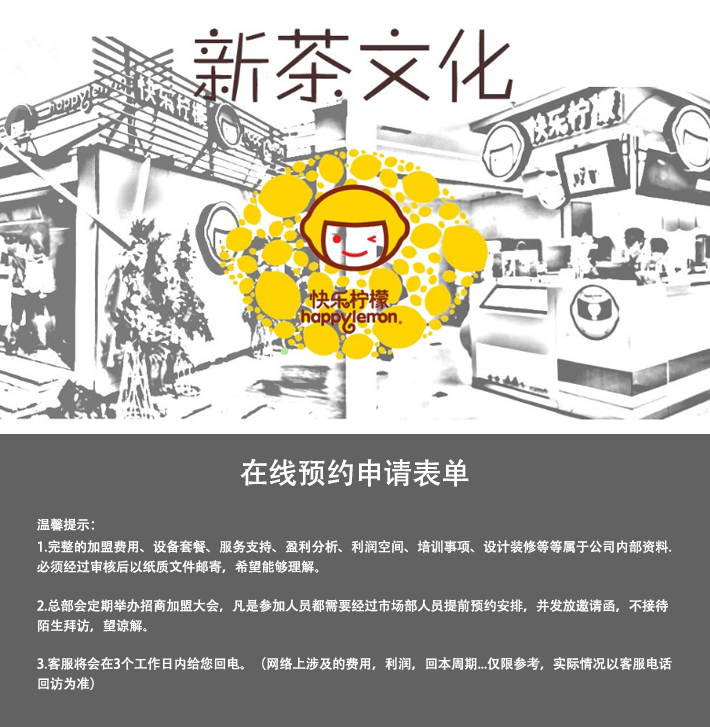 新茶文化
happylemon
快乐柠檬
快乐柠檬
快乐柠檬
happylemon
在线预约申请表单
温馨提示：
1.完整的加盟费用、设备套餐、服务支持、盈利分析、利润空间、培训事项、设计装修等等属于公司内部资料.
必须经过审核后以纸质文件邮寄，希望能够理解。
2.总部会定期举办招商加盟大会，凡是参加人员都需要经过市场部人员提前预约安排，并发放邀请函，不接待
陌生拜访，望谅解。
3.客服将会在3个工作日内给您回电。（网络上涉及的费用，利润，回本周期...仅限参考，实际情况以客服电话
回访为准）